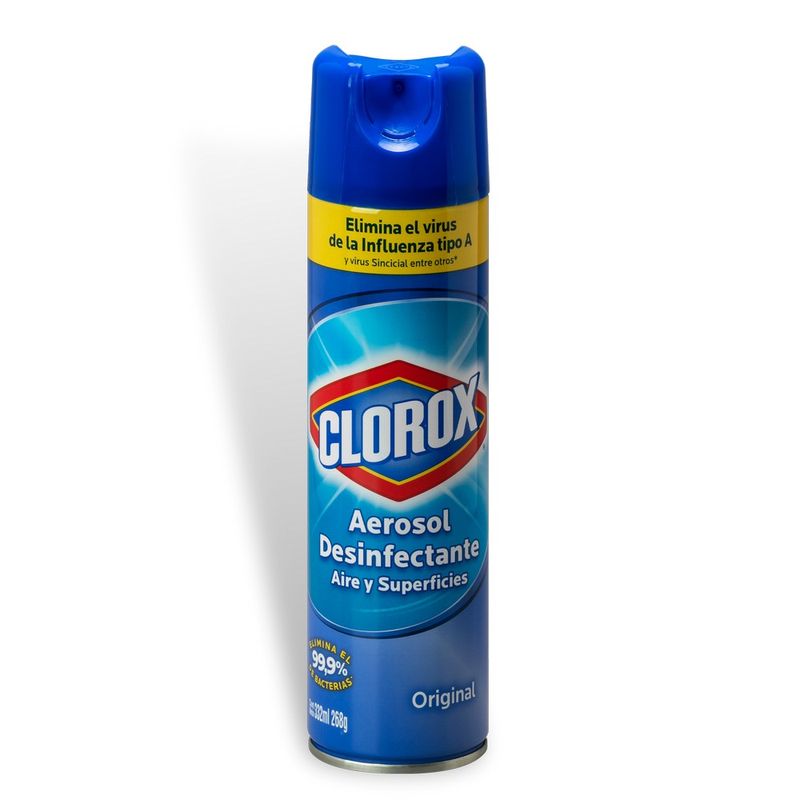 Elimina el virus
de la Influenza tipo A
y virus Sincicial entre otros*
CLOROX
Aerosol
Desinfectante
Aire y Superficies
ELIMINA EL
99,9%
BACTERIAS*
Original
332ml 268g